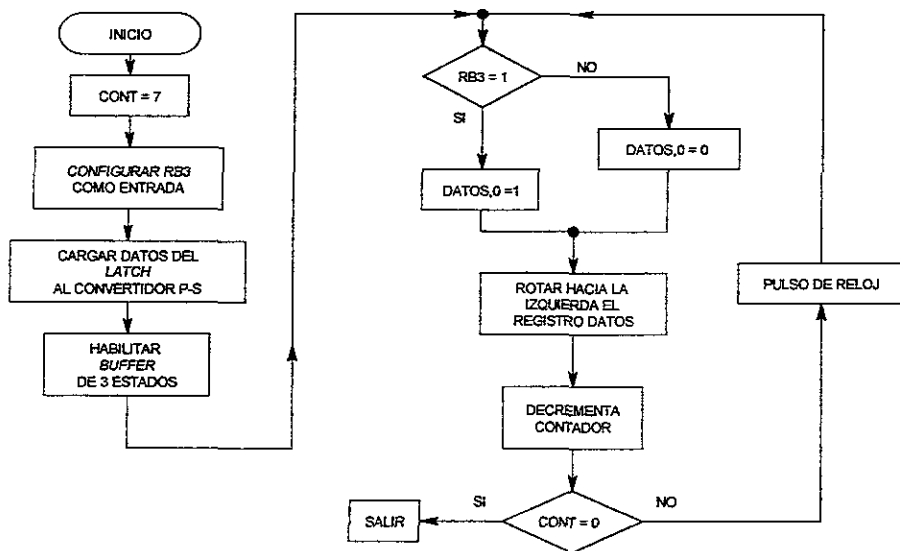 INICIO
CONT = 7
CONFIGURAR RB3
COMO ENTRADA
CARGAR DATOS DEL
LATCH
AL CONVERTIDOR P-S
HABILITAR
BUFFER
DE 3 ESTADOS
RB3 = 1
NO
SI
DATOS,0 = 0
DATOS,0 =1
ROTAR HACIA LA
IZQUIERDA EL
REGISTRO DATOS
PULSO DE RELOJ
DECREMENTA
CONTADOR
CONT = 0
SI
NO
SALIR